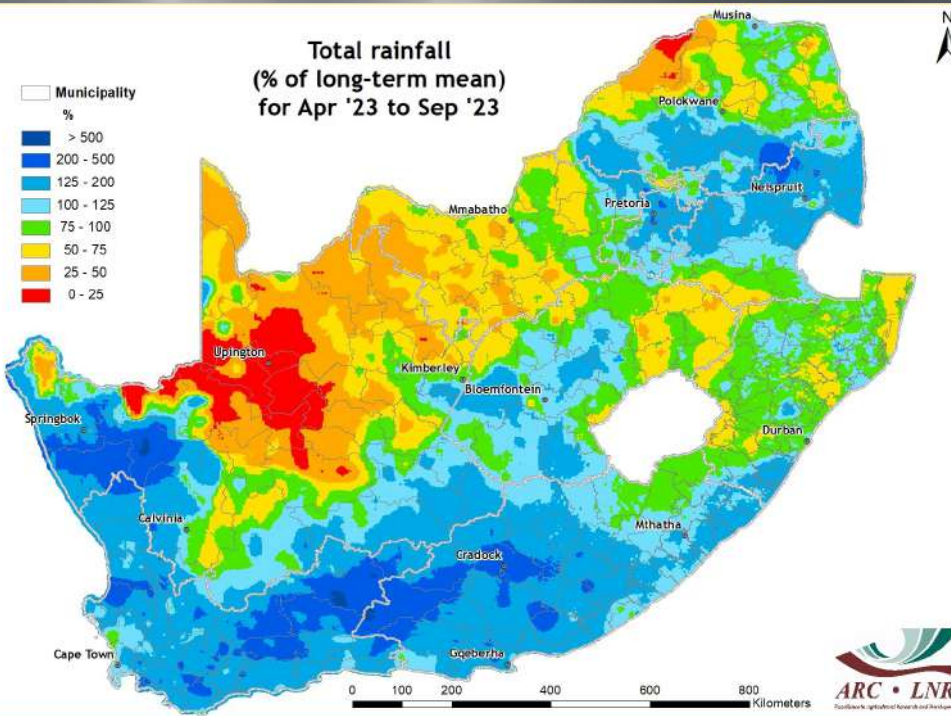 Total rainfall
(% of long-term mean)
for Apr '23 to Sep '23
N
Municipality
%
> 500
200 - 500
125 - 200
100 - 125
75 - 100
50 - 75
25 - 50
0 - 25
Musina
Polokwane
Nelspruit
Pretoria
Mmabatho
Upington
Kimberley
Bloemfontein
Springbok
Durban
Calvinia
Mthatha
Cradock
Cape Town
Gqeberha
0 100 200 400 600 800
Kilometers
ARC • LNR